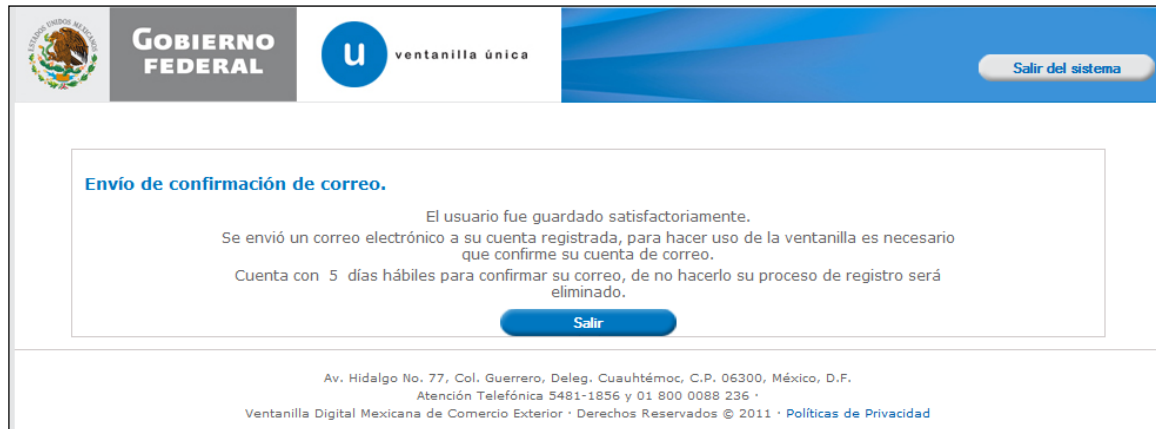 ESTADOS UNIDOS MEXICANOS
GOBIERNO
FEDERAL
u
ventanilla única
Salir del sistema
Envío de confirmación de correo.
El usuario fue guardado satisfactoriamente.
Se envió un correo electrónico a su cuenta registrada, para hacer uso de la ventanilla es necesario
que confirme su cuenta de correo.
Cuenta con 5 días hábiles para confirmar su correo, de no hacerlo su proceso de registro será
eliminado.
Salir
Av. Hidalgo No. 77, Col. Guerrero, Deleg. Cuauhtémoc, C.P. 06300, México, D.F.
Atención Telefónica 5481-1856 y 01 800 0088 236 ·
Ventanilla Digital Mexicana de Comercio Exterior · Derechos Reservados © 2011 · Políticas de Privacidad